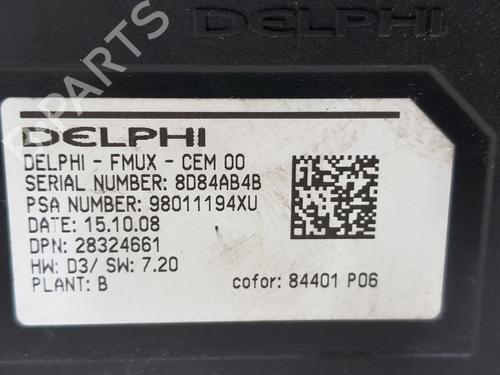 DELPHI
DELPHI
DELPHI - FMUX - CEM 00
SERIAL NUMBER: 8D84AB4B
PSA NUMBER: 98011194XU
DATE: 15.10.08
DPN: 28324661
HW: D3/ SW: 7.20
PLANT: B cofor: 84401 P06